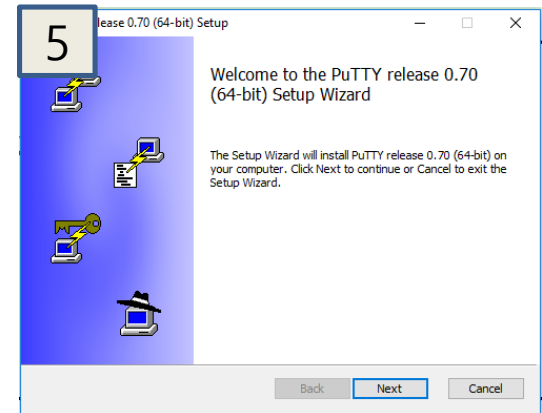 5
lease 0.70 (64-bit) Setup
Welcome to the PuTTY release 0.70
(64-bit) Setup Wizard
The Setup Wizard will install PuTTY release 0.70 (64-bit) on
your computer. Click Next to continue or Cancel to exit the
Setup Wizard.
Back Next Cancel